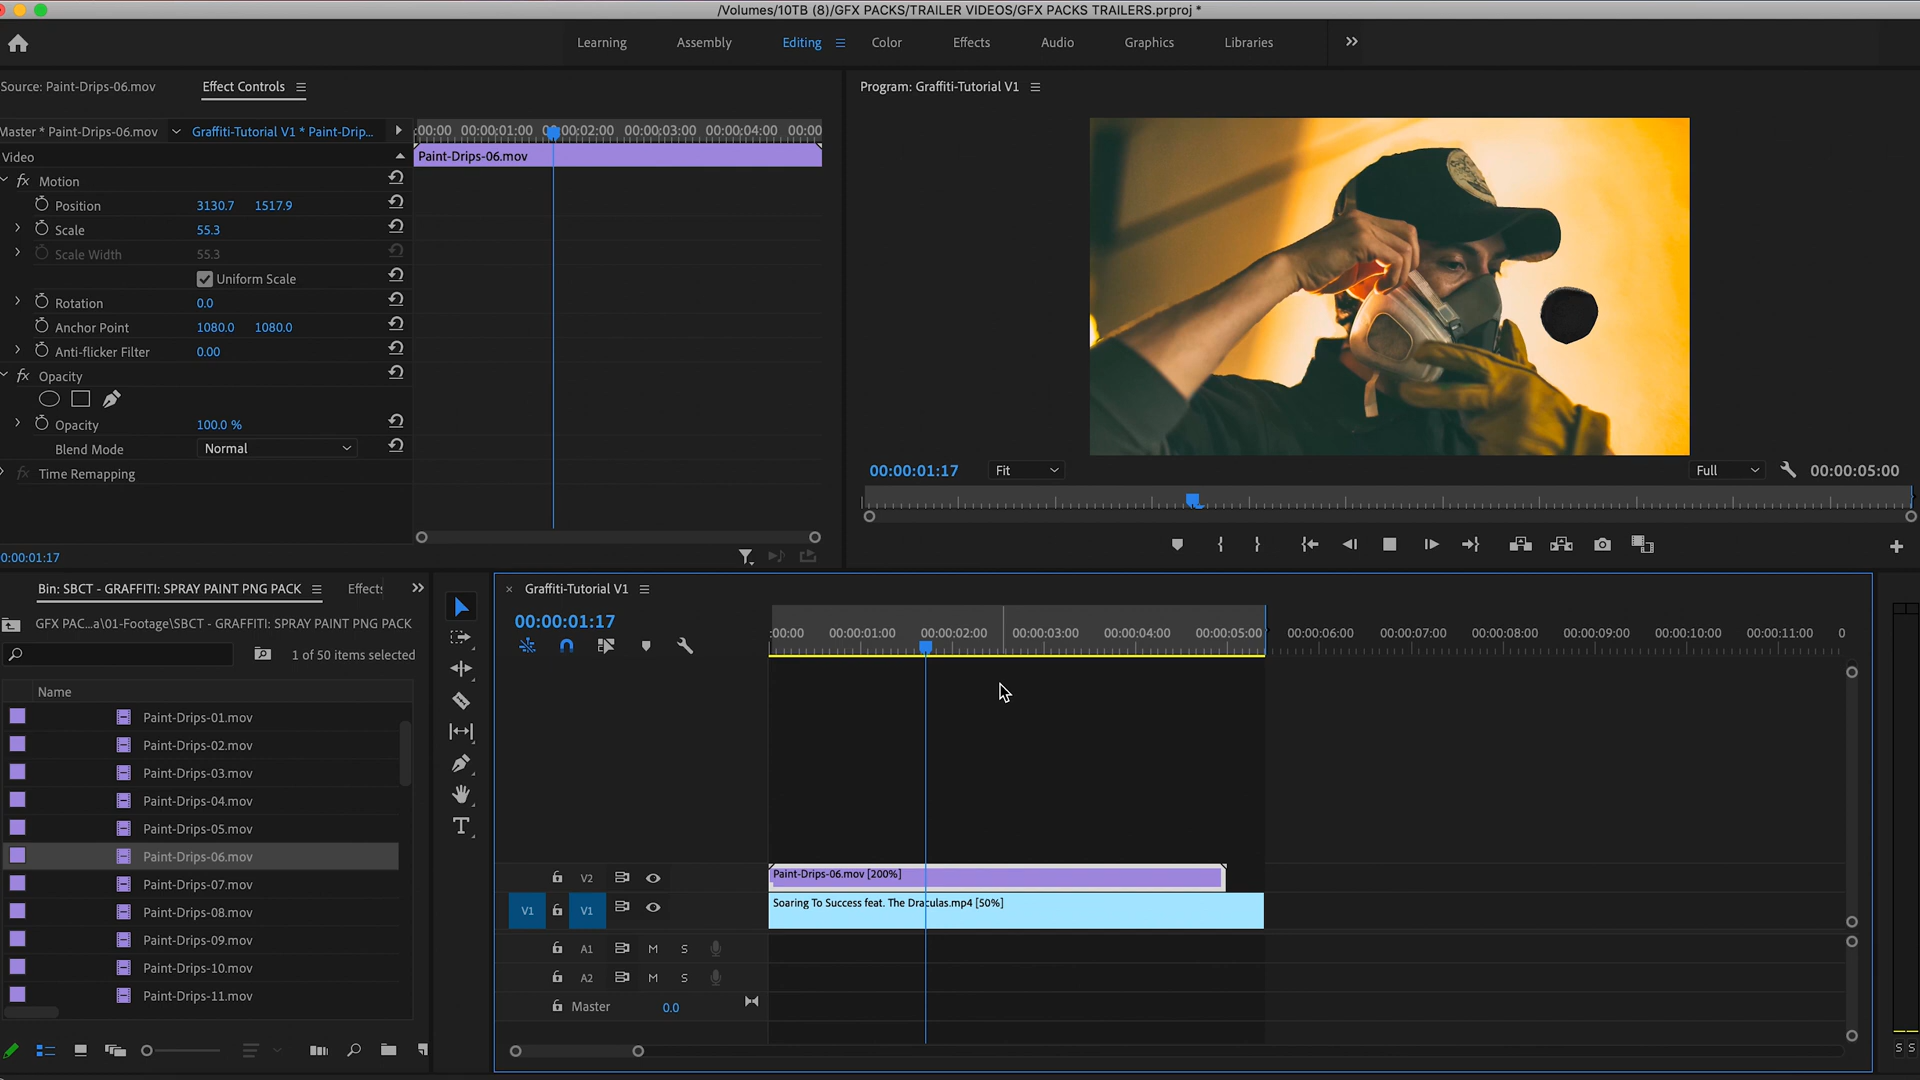 /Volumes/10TB (8)/GFX PACKS/TRAILER VIDEOS/GFX PACKS TRAILERS.prproj *
Learning Assembly Editing Color Effects Audio Graphics Libraries
Source: Paint-Drips-06.mov Effect Controls
Program: Graffiti-Tutorial V1
Master * Paint-Drips-06.mov Graffiti-Tutorial V1 * Paint-Drip...
:00:00 00:00:01:00 00:00:02:00 00:00:03:00 00:00:04:00 00:00
Video
Paint-Drips-06.mov
fx Motion
Position 3130.7 1517.9
Scale 55.3
Scale Width 55.3
Uniform Scale
Rotation 0.0
Anchor Point 1080.0 1080.0
Anti-flicker Filter 0.00
fx Opacity
Opacity 100.0 %
Blend Mode Normal
fx Time Remapping
00:00:01:17 Fit Full 00:00:05:00
0:00:01:17
Bin: SBCT - GRAFFITI: SPRAY PAINT PNG PACK Effects
GFX PAC...a\01-Footage\SBCT - GRAFFITI: SPRAY PAINT PNG PACK
1 of 50 items selected
Name
Paint-Drips-01.mov
Paint-Drips-02.mov
Paint-Drips-03.mov
Paint-Drips-04.mov
Paint-Drips-05.mov
Paint-Drips-06.mov
Paint-Drips-07.mov
Paint-Drips-08.mov
Paint-Drips-09.mov
Paint-Drips-10.mov
Paint-Drips-11.mov
× Graffiti-Tutorial V1
00:00:01:17
:00:00 00:00:01:00 00:00:02:00 00:00:03:00 00:00:04:00 00:00:05:00 00:00:06:00 00:00:07:00 00:00:08:00 00:00:09:00 00:00:10:00 00:00:11:00 0
V2 Paint-Drips-06.mov [200%]
V1 V1 Soaring To Success feat. The Draculas.mp4 [50%]
A1 M S
A2 M S
Master 0.0
S S